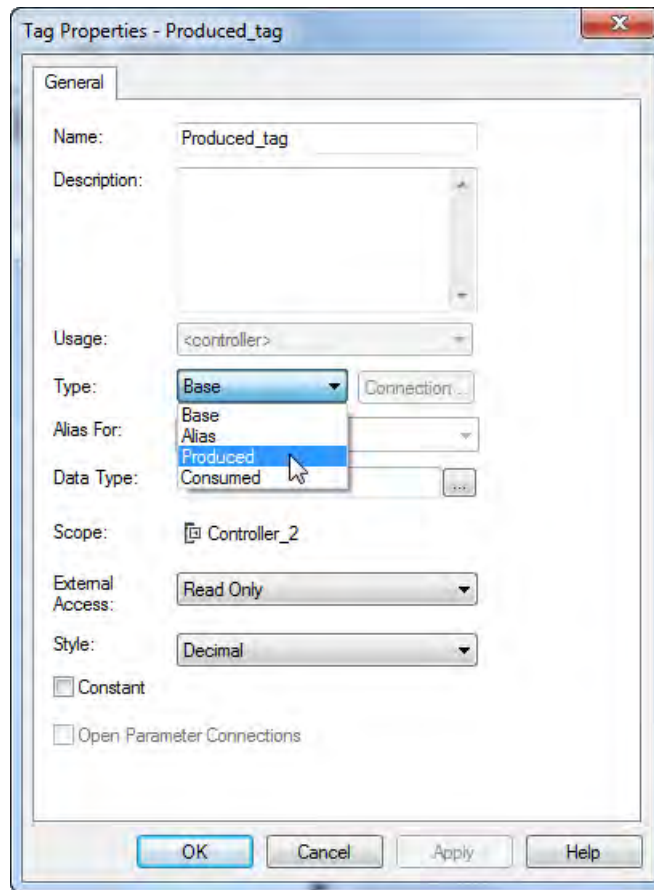 Tag Properties - Produced_tag
General
Name: Produced_tag
Description:
Usage: <controller>
Type: Base Connection ...
Base
Alias For: Alias
Produced
Data Type: Consumed ...
Scope: Controller_2
External Access: Read Only
Style: Decimal
Constant
Open Parameter Connections
OK Cancel Apply Help